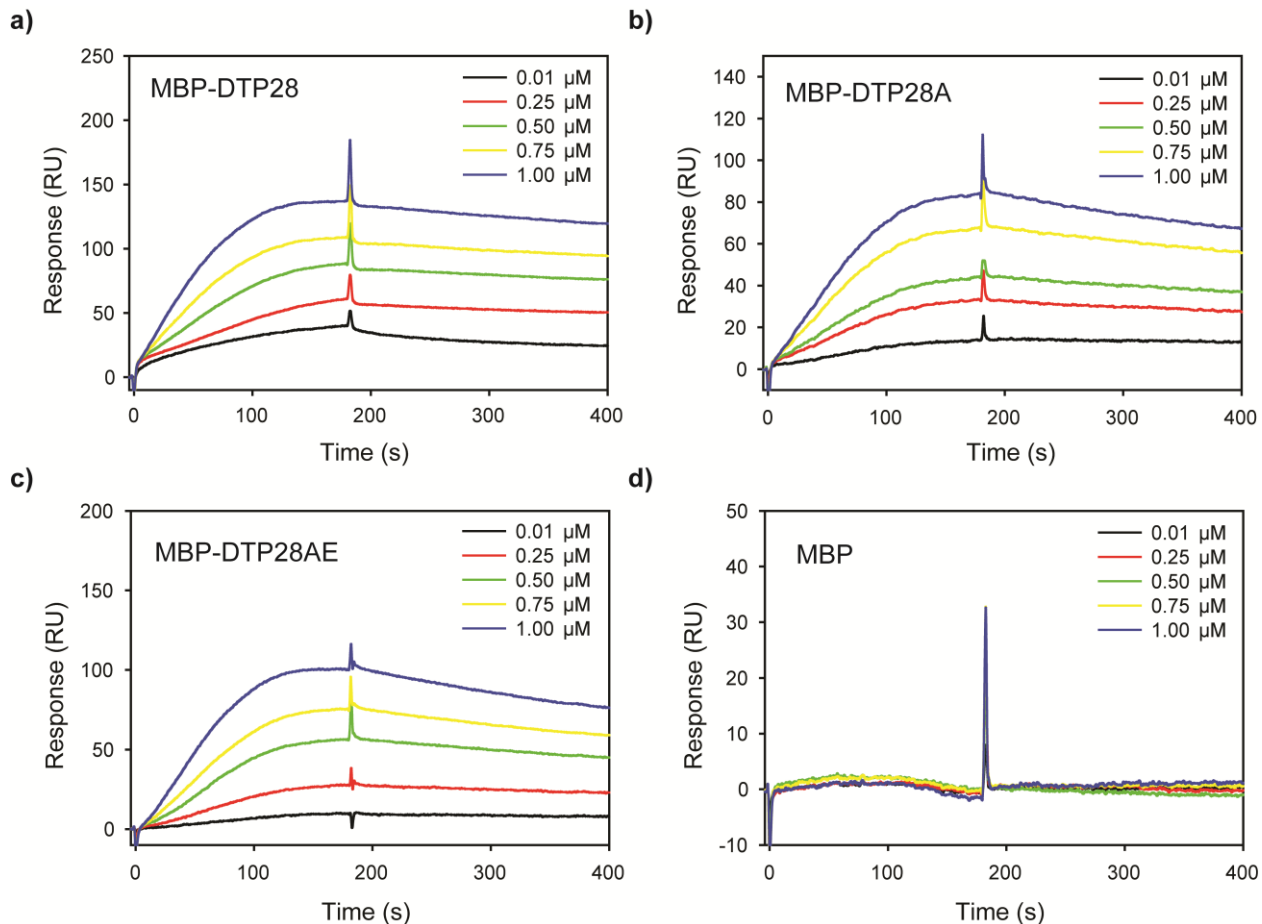 a)
250
200
150
100
50
0
Response (RU)
MBP-DTP28
0.01 µM
0.25 µM
0.50 µM
0.75 µM
1.00 µM
0 100 200 300 400
Time (s)
b)
140
120
100
80
60
40
20
0
Response (RU)
MBP-DTP28A
0.01 µM
0.25 µM
0.50 µM
0.75 µM
1.00 µM
0 100 200 300 400
Time (s)
c)
200
150
100
50
0
Response (RU)
MBP-DTP28AE
0.01 µM
0.25 µM
0.50 µM
0.75 µM
1.00 µM
0 100 200 300 400
Time (s)
d)
50
40
30
20
10
0
-10
Response (RU)
MBP
0.01 µM
0.25 µM
0.50 µM
0.75 µM
1.00 µM
0 100 200 300 400
Time (s)